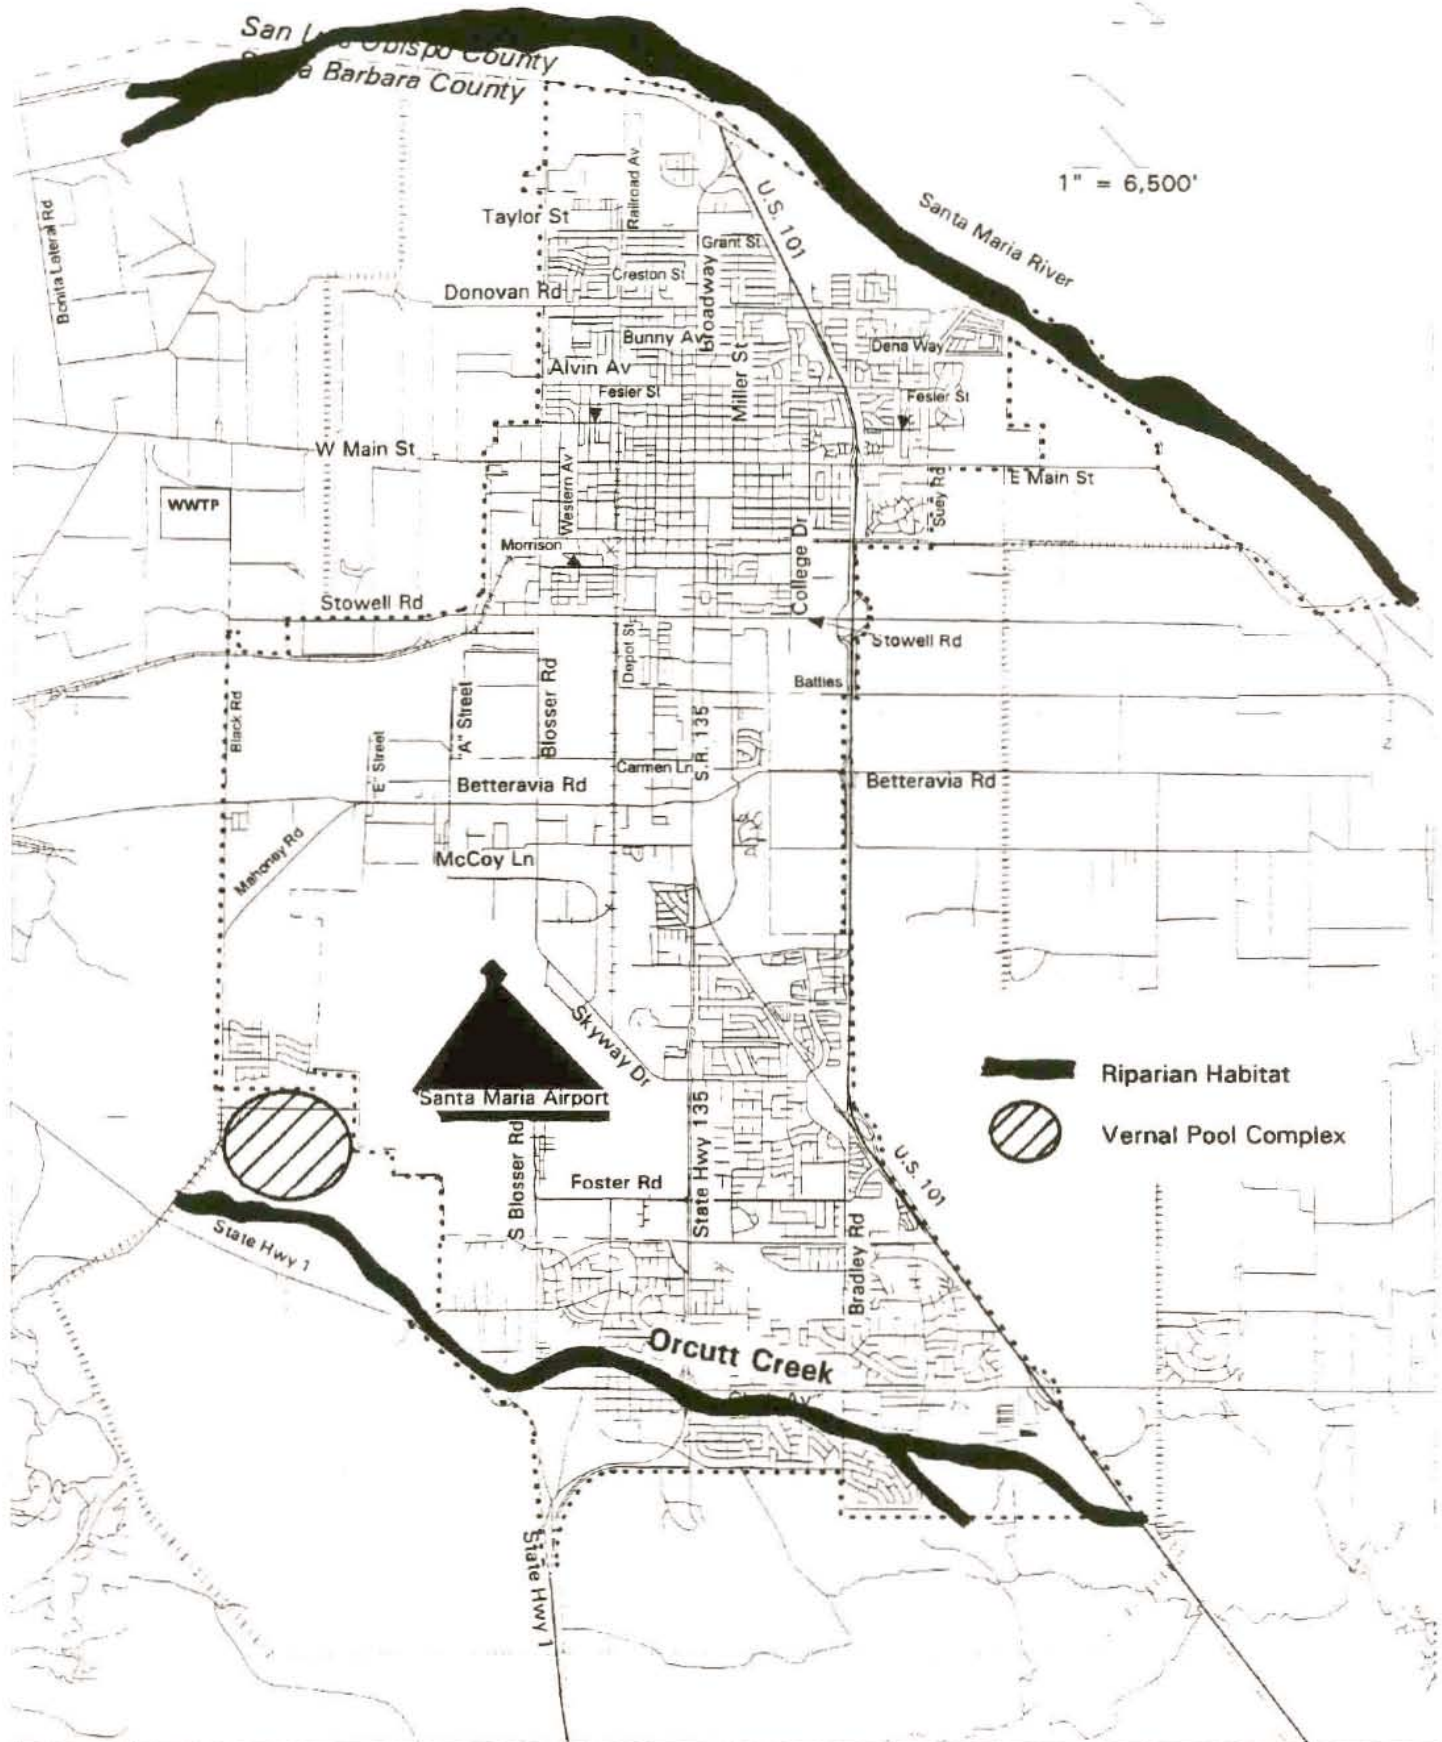 San Luis Obispo County
Barbara County
1" = 6,500'
Santa Maria River
U.S. 101
Railroad Av
Taylor St
Grant St
Bonita Lateral Rd
Creston St
Broadway
Donovan Rd
Bunny Av
Dena Way
Miller St
Alvin Av
Fesler St
Fesler St
W Main St
E Main St
Western Av
Suey Rd
WWTP
Morrison
College Dr
Stowell Rd
Stowell Rd
Depot St
Battles
Blosser Rd
"A" Street
Black Rd
S.R. 135
"E" Street
Carmen Ln
Betteravia Rd
Betteravia Rd
Mahoney Rd
McCoy Ln
Skyway Dr
Santa Maria Airport
Riparian Habitat
Vernal Pool Complex
S Blosser Rd
State Hwy 135
Foster Rd
U.S. 101
State Hwy 1
Bradley Rd
Orcutt Creek
State Hwy 1